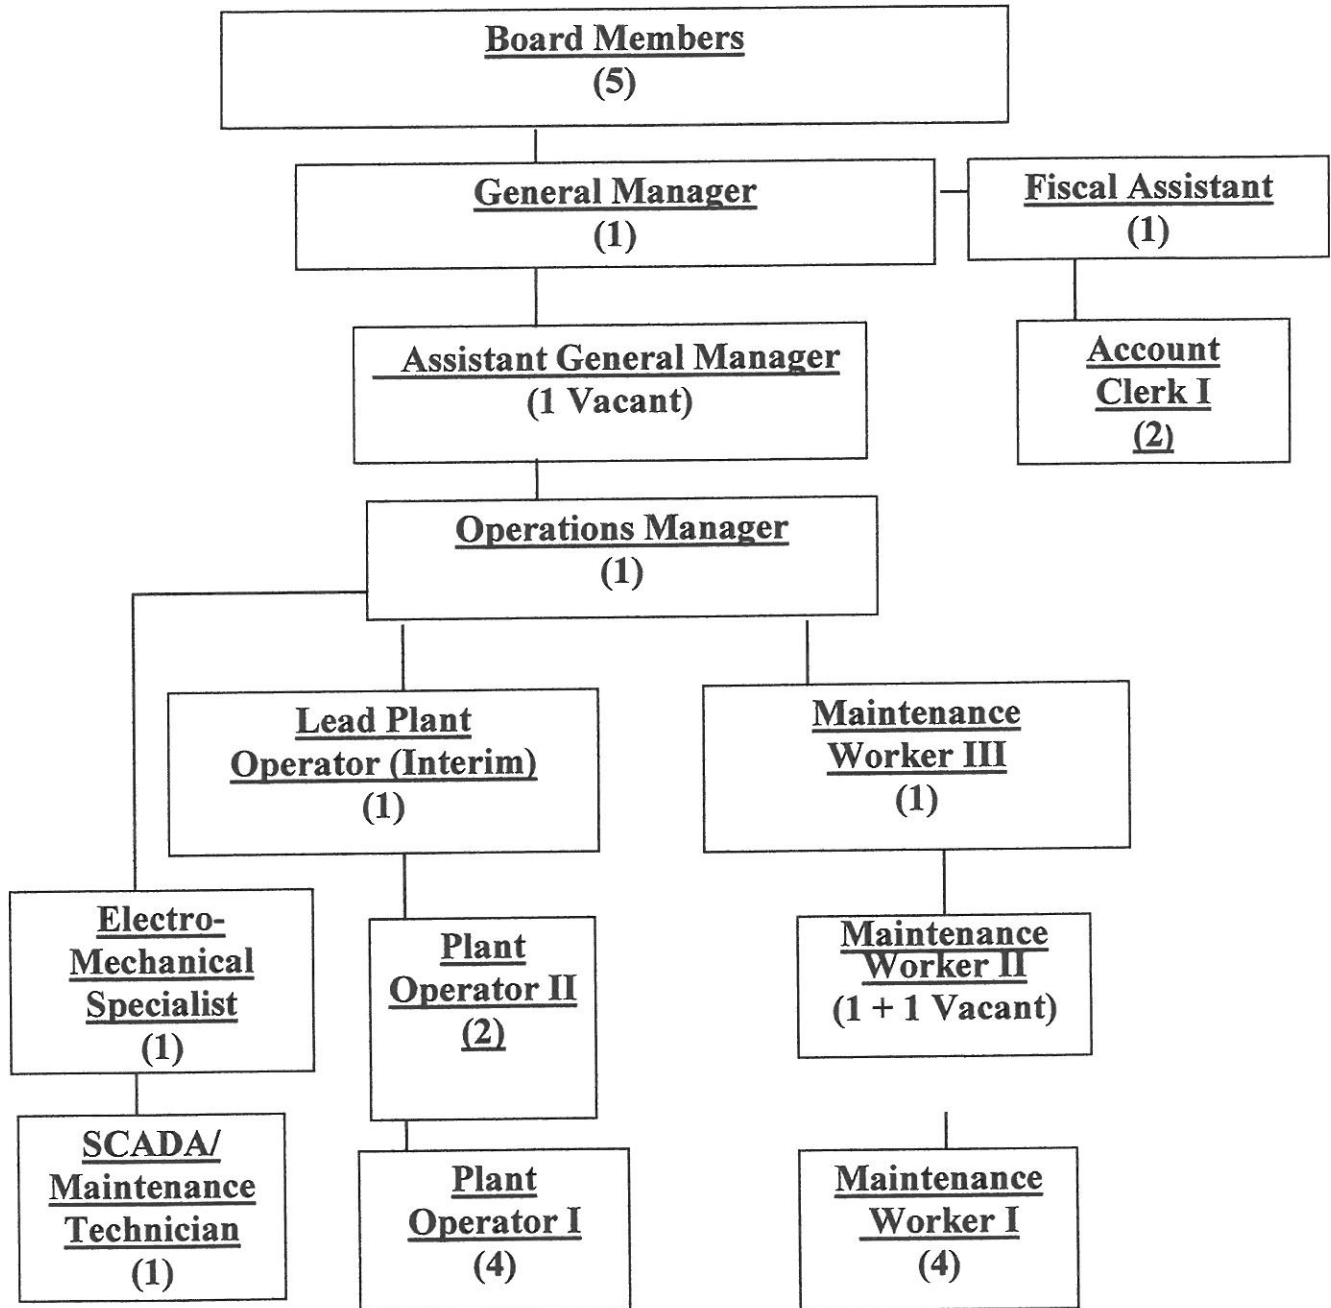 Board Members
(5)
General Manager
(1)
Fiscal Assistant
(1)
Assistant General Manager
(1 Vacant)
Account
Clerk I
(2)
Operations Manager
(1)
Lead Plant
Operator (Interim)
(1)
Maintenance
Worker III
(1)
Electro-
Mechanical
Specialist
(1)
Plant
Operator II
(2)
Maintenance
Worker II
(1 + 1 Vacant)
SCADA/
Maintenance
Technician
(1)
Plant
Operator I
(4)
Maintenance
Worker I
(4)